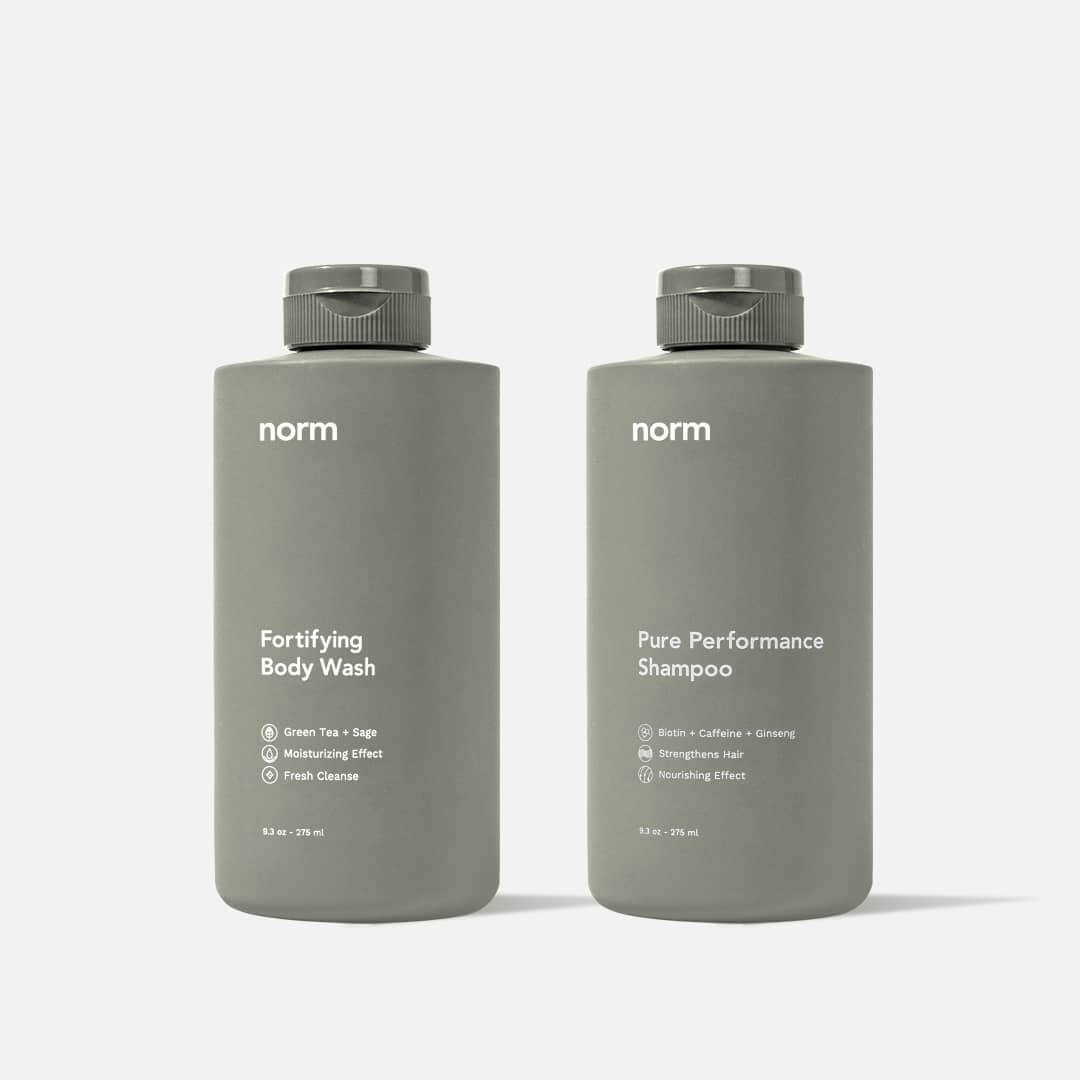 norm
Fortifying
Body Wash
Green Tea + Sage
Moisturizing Effect
Fresh Cleanse
9.3 oz - 275 ml
norm
Pure Performance
Shampoo
Biotin + Caffeine + Ginseng
Strengthens Hair
Nourishing Effect
9.3 oz - 275 ml